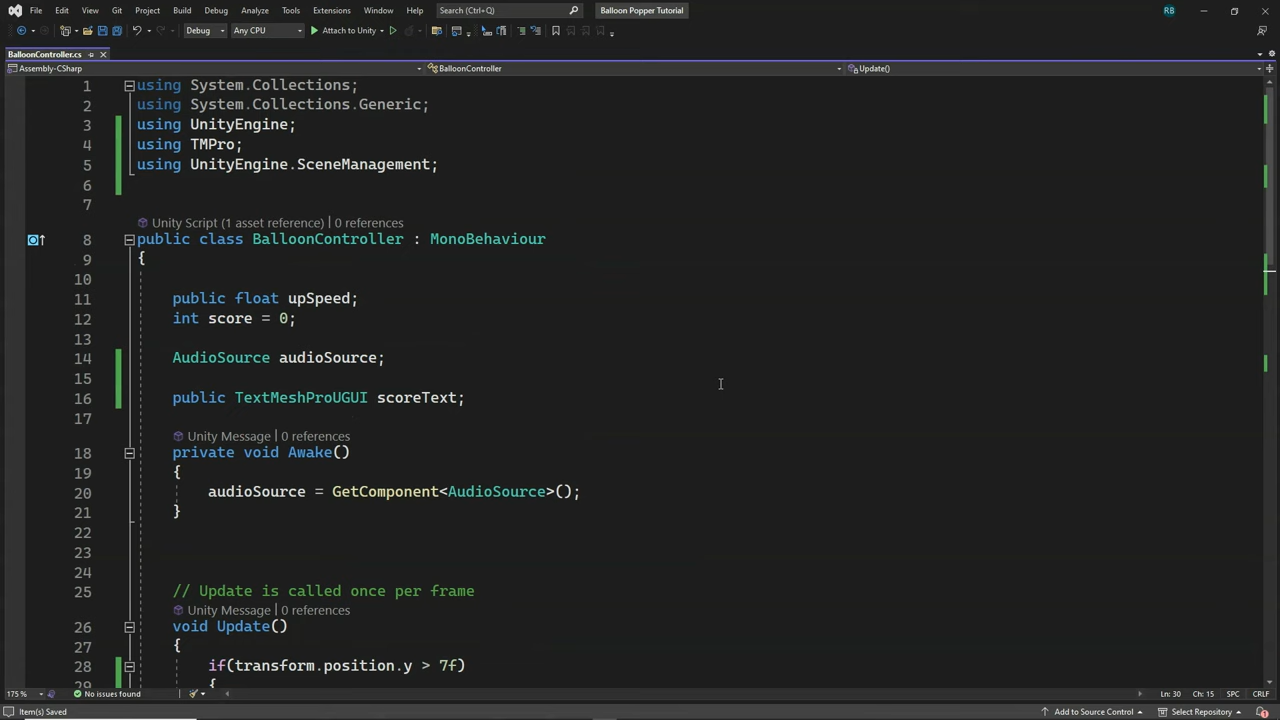 File Edit View Git Project Build Debug Analyze Tools Extensions Window Help Search (Ctrl+Q) Balloon Popper Tutorial RB
Debug Any CPU Attach to Unity
BalloonController.cs
Assembly-CSharp BalloonController Update()
1 using System.Collections;
2 using System.Collections.Generic;
3 using UnityEngine;
4 using TMPro;
5 using UnityEngine.SceneManagement;
6
7
Unity Script (1 asset reference) | 0 references
8 public class BalloonController : MonoBehaviour
9 {
10
11 public float upSpeed;
12 int score = 0;
13
14 AudioSource audioSource;
15
16 public TextMeshProUGUI scoreText;
17
Unity Message | 0 references
18 private void Awake()
19 {
20 audioSource = GetComponent<AudioSource>();
21 }
22
23
24
25 // Update is called once per frame
Unity Message | 0 references
26 void Update()
27 {
28 if(transform.position.y > 7f)
29 {
175 % No issues found Ln: 30 Ch: 15 SPC CRLF
Item(s) Saved Add to Source Control Select Repository 1